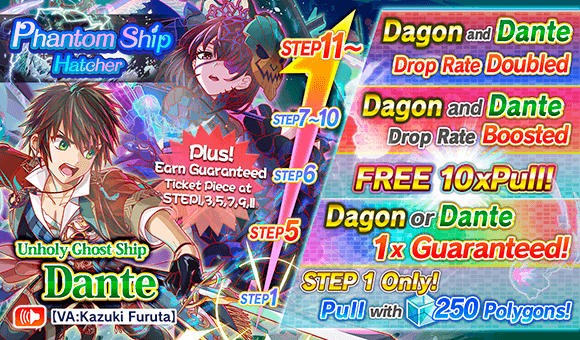 Phantom Ship
Hatcher
Plus!
Earn Guaranteed
Ticket Piece at
STEP1,3,5,7,9,11
Unholy Ghost Ship
Dante
[VA:Kazuki Furuta]
STEP11~
Dagon and Dante
Drop Rate Doubled
STEP7~10
Dagon and Dante
Drop Rate Boosted
STEP6
FREE 10xPull!
STEP5
Dagon or Dante
1x Guaranteed!
STEP1
STEP 1 Only!
Pull with 250 Polygons!